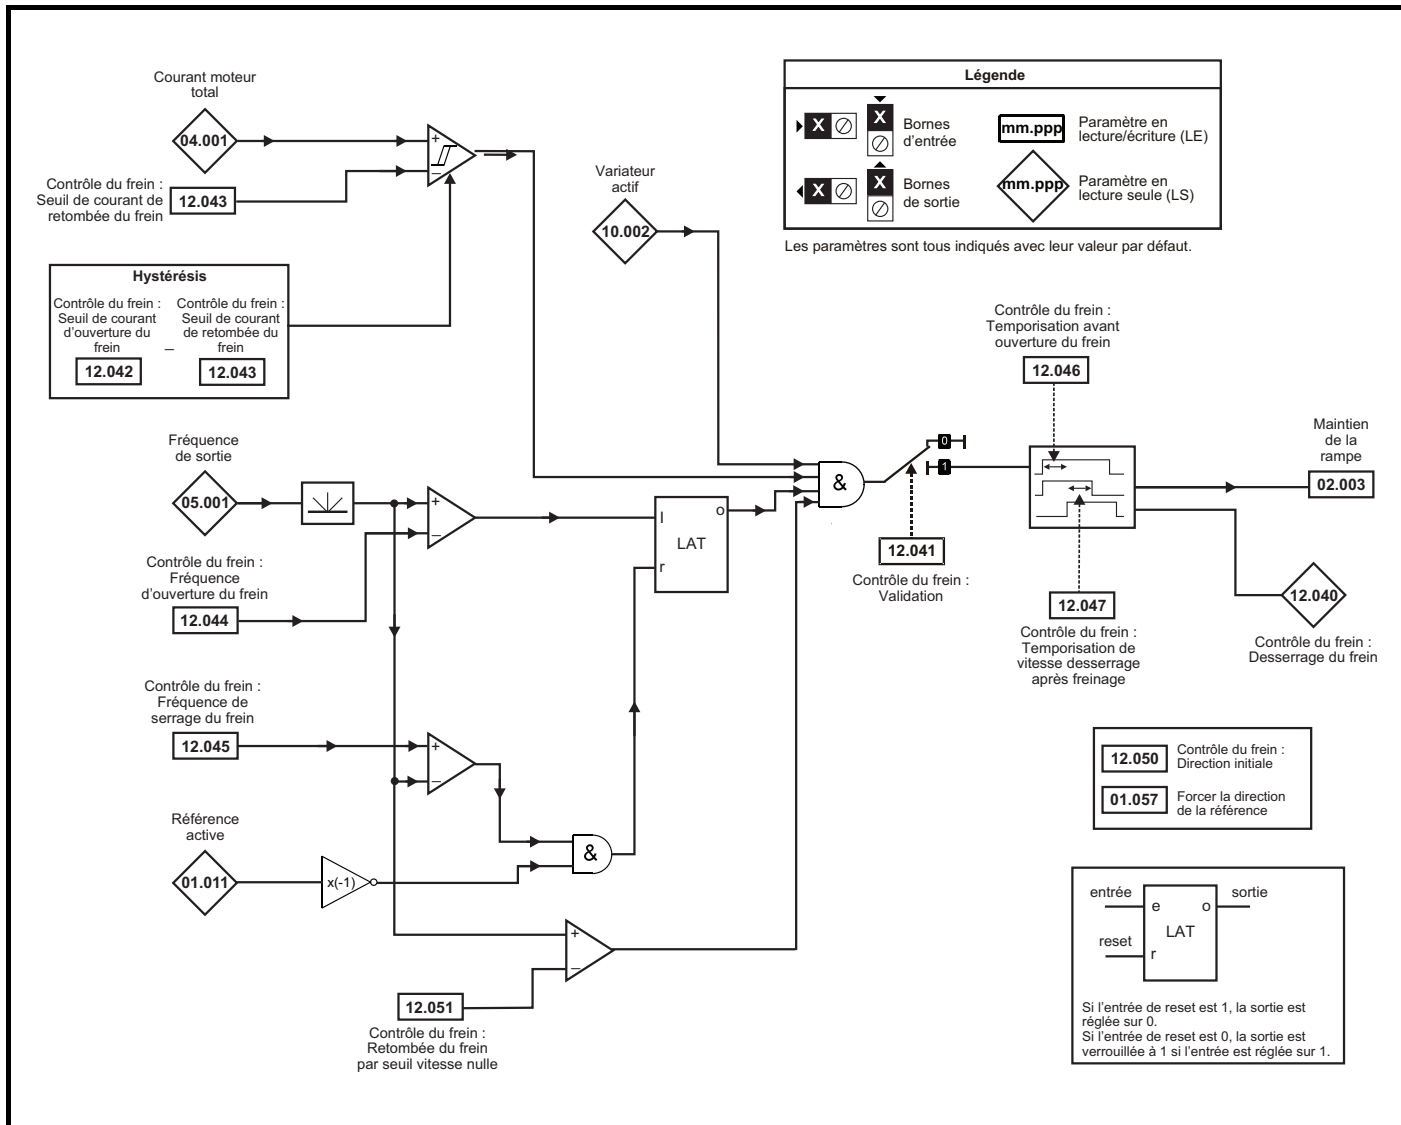 Courant moteur
total
04.001
+
−
Contrôle du frein :
Seuil de courant de
retombée du frein
12.043
Hystérésis
Contrôle du frein :
Seuil de courant
d'ouverture du
frein
12.042
−
Contrôle du frein :
Seuil de courant
de retombée du
frein
12.043
Variateur
actif
10.002
Légende
X
X
Bornes
d'entrée
X
X
Bornes
de sortie
mm.ppp
Paramètre en
lecture/écriture (LE)
mm.ppp
Paramètre en
lecture seule (LS)
Les paramètres sont tous indiqués avec leur valeur par défaut.
Fréquence
de sortie
05.001
+
−
Contrôle du frein :
Fréquence
d'ouverture du frein
12.044
l
o
LAT
r
&
0
1
12.041
Contrôle du frein :
Validation
Contrôle du frein :
Temporisation avant
ouverture du frein
12.046
12.047
Contrôle du frein :
Temporisation de
vitesse desserrage
après freinage
Maintien
de la
rampe
02.003
12.040
Contrôle du frein :
Desserrage du frein
Contrôle du frein :
Fréquence de
serrage du frein
12.045
+
−
Référence
active
01.011
x(-1)
&
+
−
12.051
Contrôle du frein :
Retombée du frein
par seuil vitesse nulle
12.050
Contrôle du frein :
Direction initiale
01.057
Forcer la direction
de la référence
entrée
e
o
sortie
LAT
reset
r
Si l'entrée de reset est 1, la sortie est
réglée sur 0.
Si l'entrée de reset est 0, la sortie est
verrouillée à 1 si l'entrée est réglée sur 1.